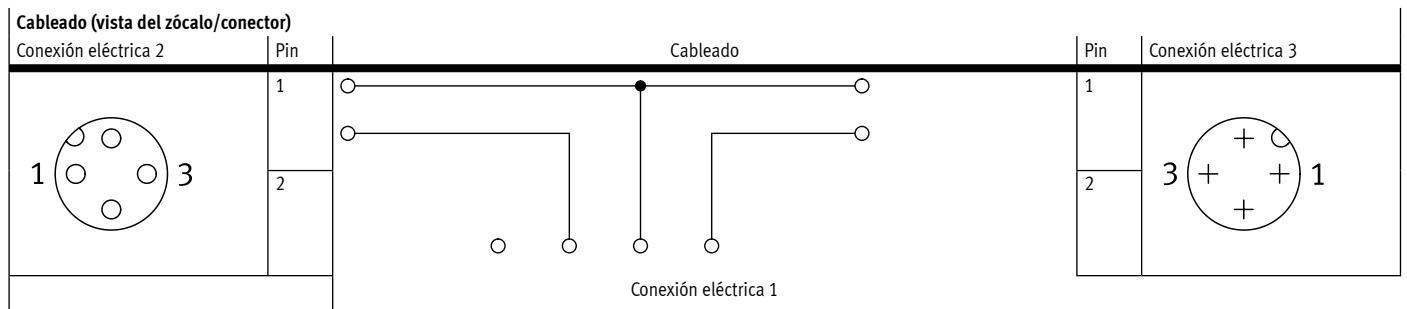 Cableado (vista del zócalo/conector)
Conexión eléctrica 2 Pin Cableado Pin Conexión eléctrica 3
1 1
1 3 3 1
2 2
Conexión eléctrica 1